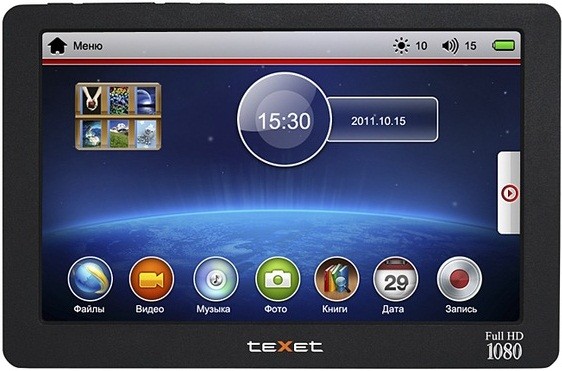 Меню
10
15
15:30
2011.10.15
Файлы
Видео
Музыка
Фото
Книги
29
Дата
Запись
teXet
Full HD
1080